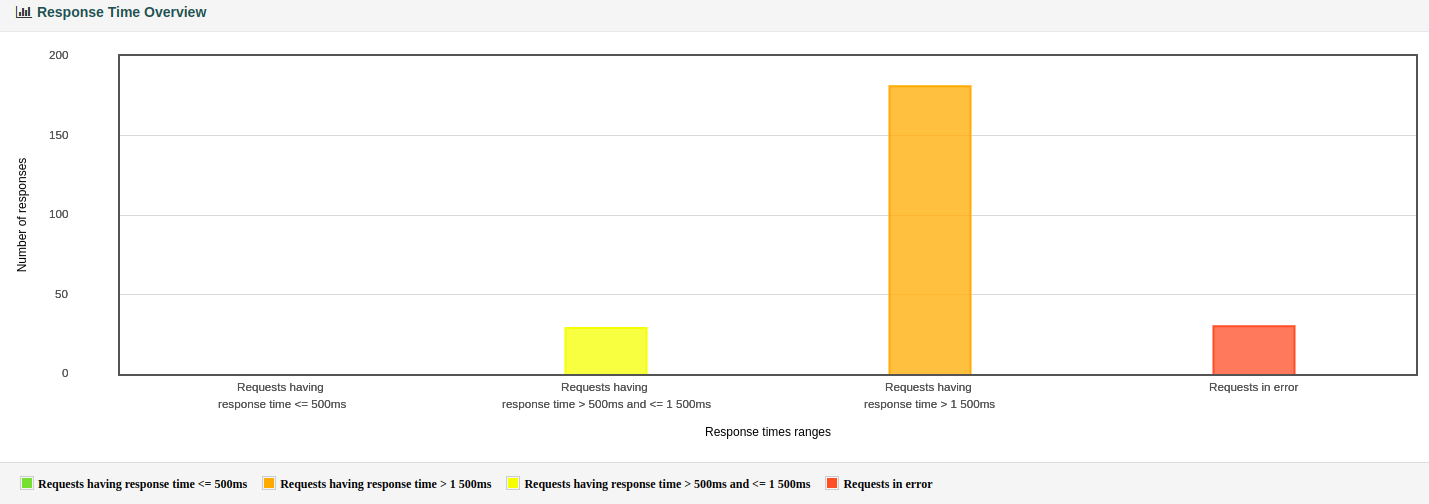 Response Time Overview
200
150
100
50
0
Number of responses
Requests having
response time <= 500ms
Requests having
response time > 500ms and <= 1 500ms
Requests having
response time > 1 500ms
Requests in error
Response times ranges
Requests having response time <= 500ms
Requests having response time > 1 500ms
Requests having response time > 500ms and <= 1 500ms
Requests in error